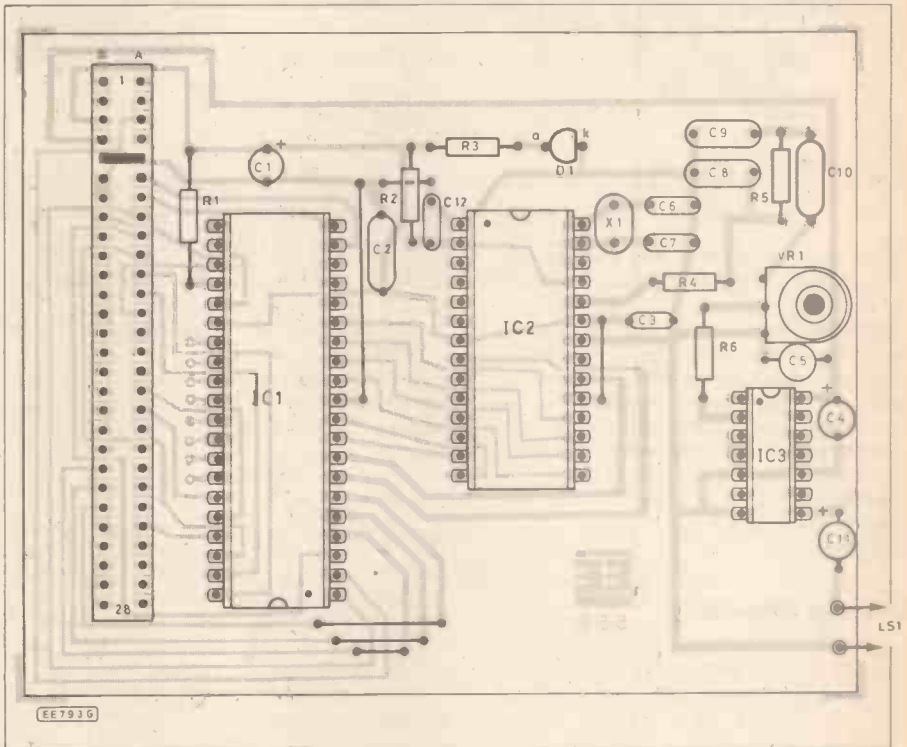 A
1
C1
+
R1
R2
R3
C12
C2
a
k
D1
X1
C9
C8
C6
C7
R5
+
C10
VR1
R4
C3
R6
C5
IC1
IC2
IC3
+
C4
+
C11
28
LS1
EE793G